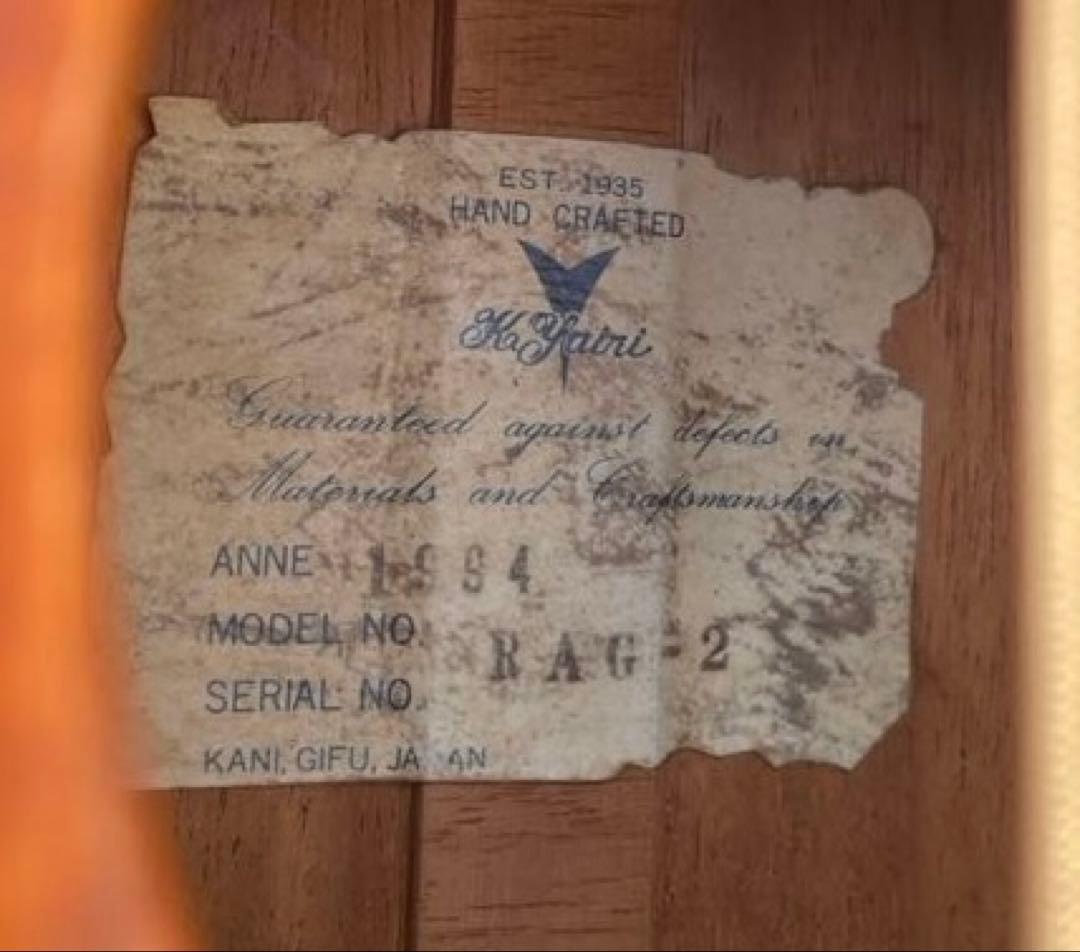 EST. 1935
HAND CRAFTED
K. Yairi
Guaranteed against defects in
Materials and Craftsmanship
ANNE 1994
MODEL NO. RAG-2
SERIAL NO.
KANI, GIFU, JAPAN